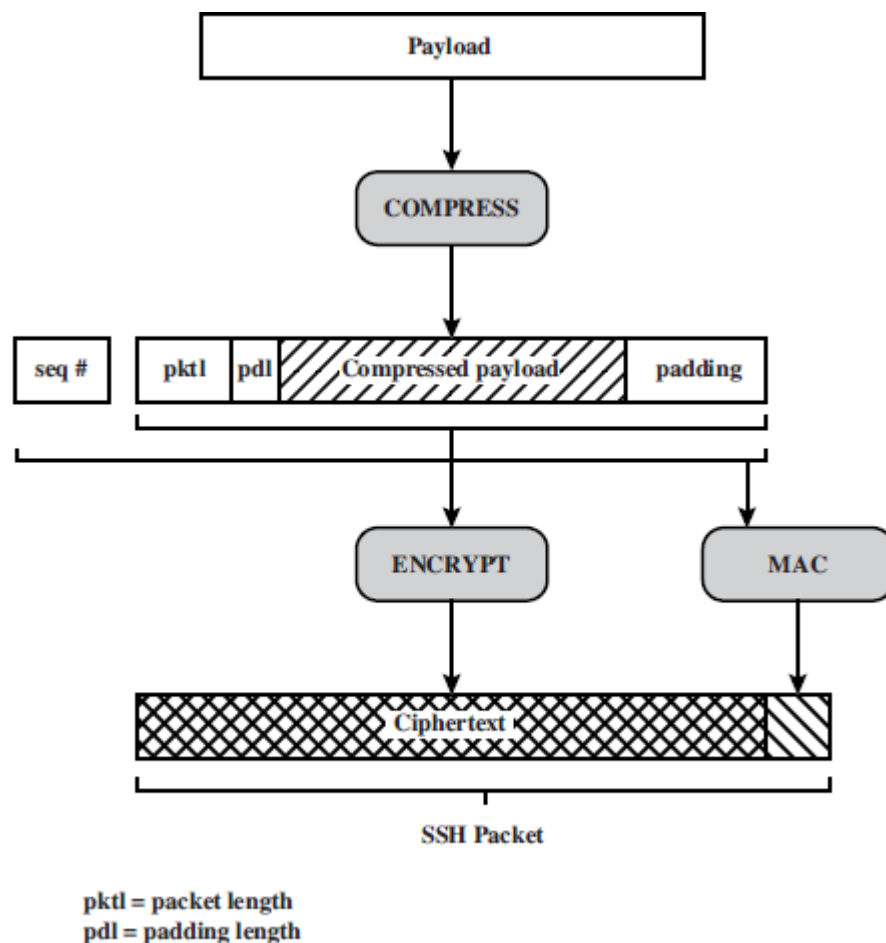 Payload
COMPRESS
seq # pktl pdl Compressed payload padding
ENCRYPT MAC
Ciphertext
SSH Packet
pktl = packet length
pdl = padding length